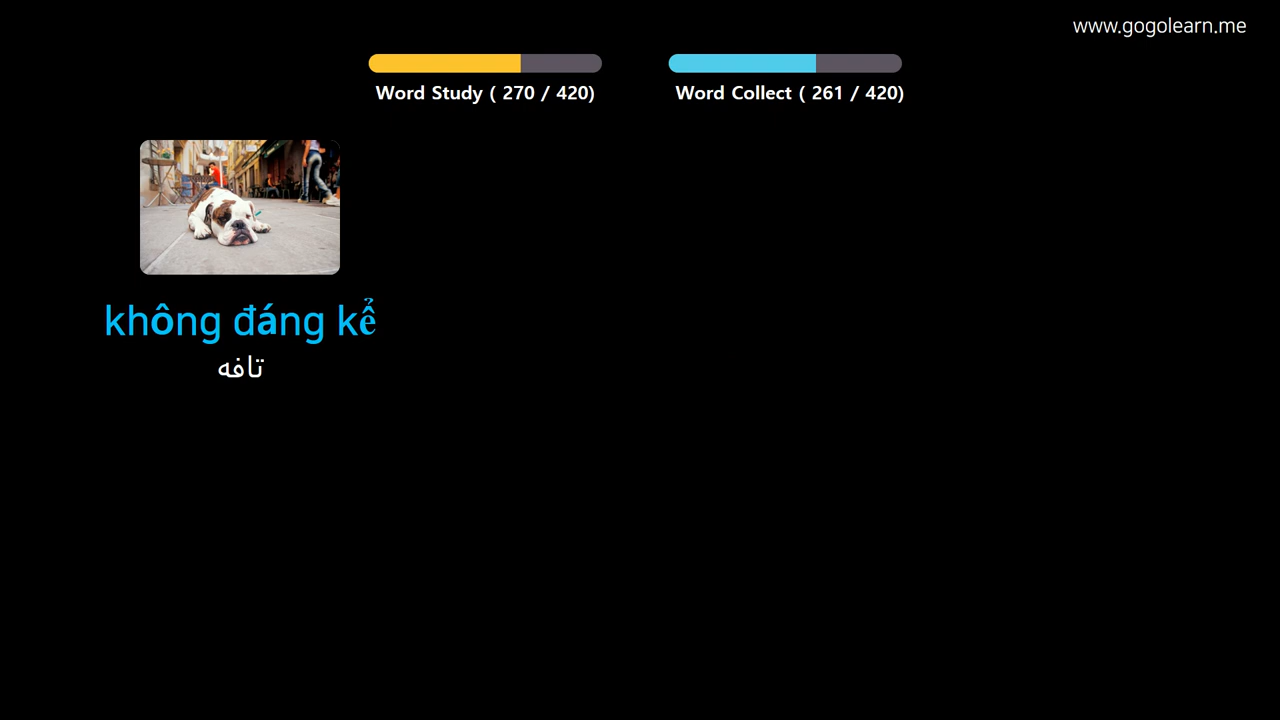 www.gogolearn.me
Word Study ( 270 / 420)
Word Collect ( 261 / 420)
không đáng kể
تافه